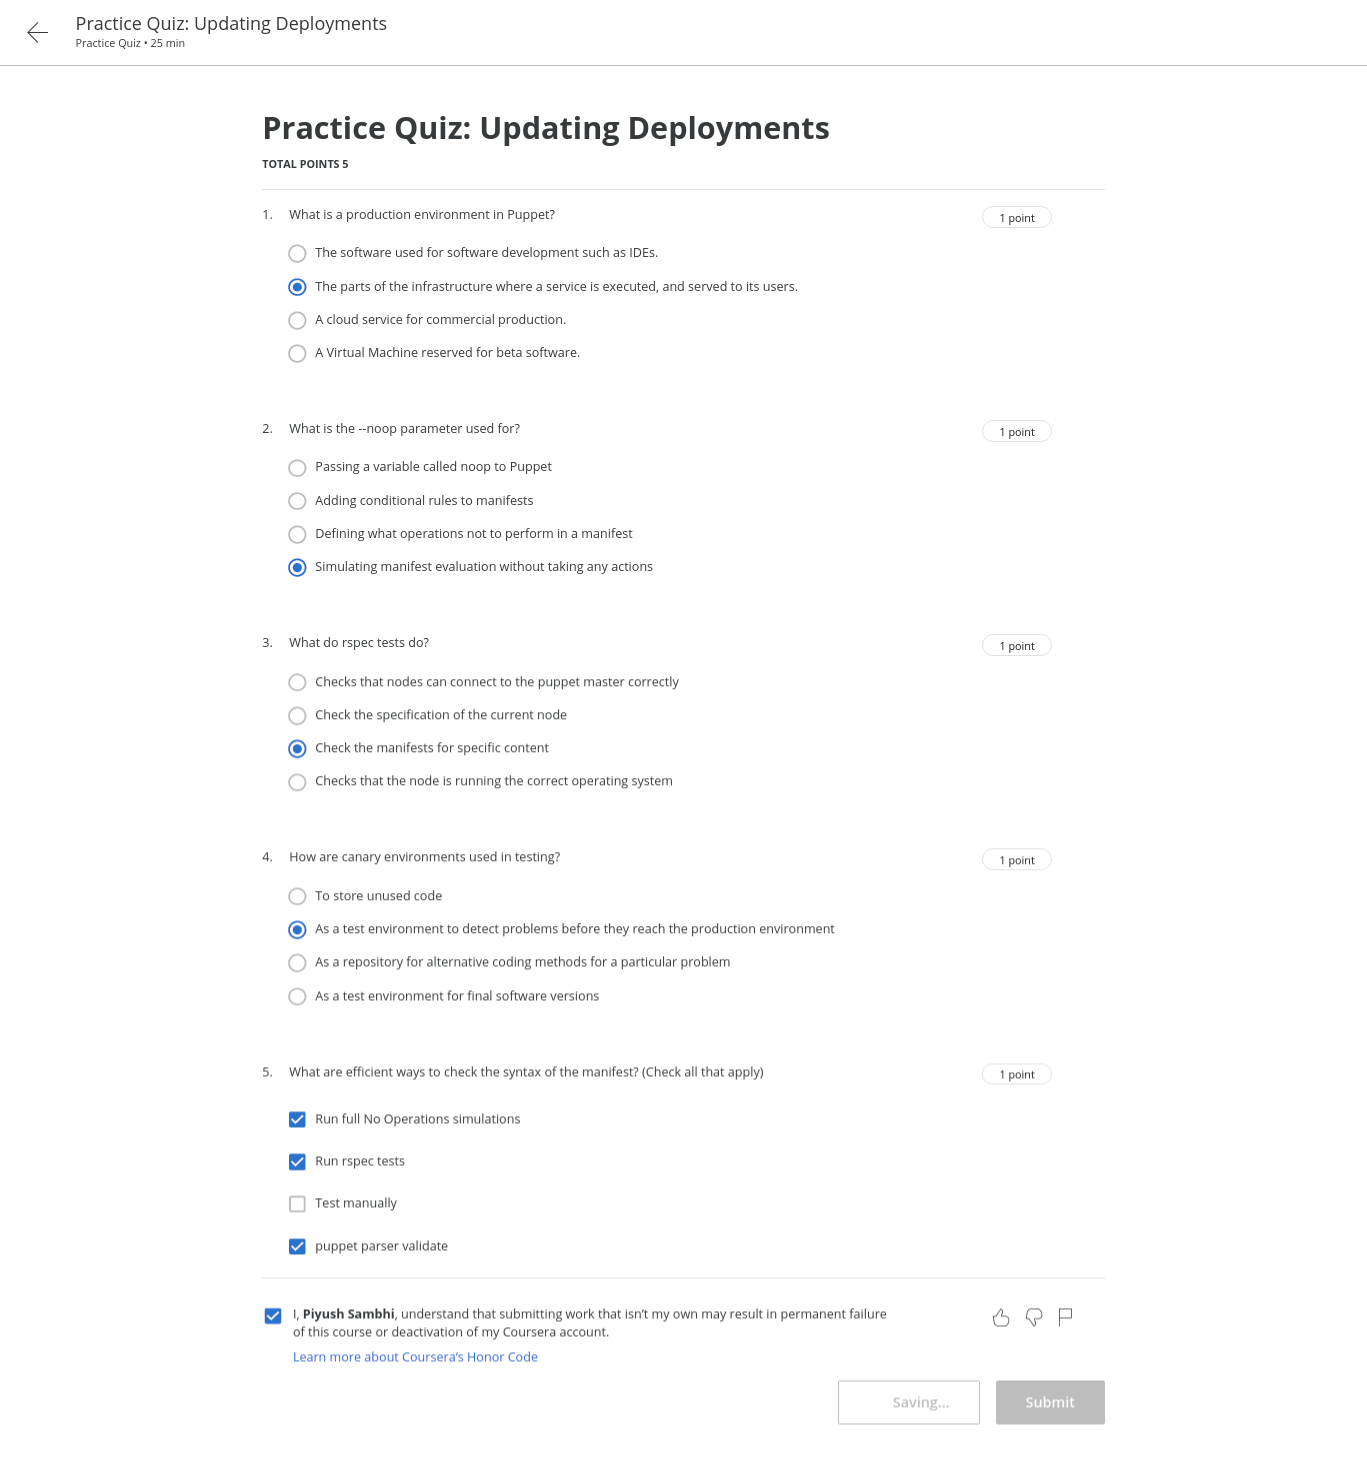 Practice Quiz: Updating Deployments
Practice Quiz • 25 min
Practice Quiz: Updating Deployments
TOTAL POINTS 5
1. What is a production environment in Puppet? 1 point
The software used for software development such as IDEs.
The parts of the infrastructure where a service is executed, and served to its users.
A cloud service for commercial production.
A Virtual Machine reserved for beta software.
2. What is the --noop parameter used for? 1 point
Passing a variable called noop to Puppet
Adding conditional rules to manifests
Defining what operations not to perform in a manifest
Simulating manifest evaluation without taking any actions
3. What do rspec tests do? 1 point
Checks that nodes can connect to the puppet master correctly
Check the specification of the current node
Check the manifests for specific content
Checks that the node is running the correct operating system
4. How are canary environments used in testing? 1 point
To store unused code
As a test environment to detect problems before they reach the production environment
As a repository for alternative coding methods for a particular problem
As a test environment for final software versions
5. What are efficient ways to check the syntax of the manifest? (Check all that apply) 1 point
Run full No Operations simulations
Run rspec tests
Test manually
puppet parser validate
I, Piyush Sambhi, understand that submitting work that isn't my own may result in permanent failure
of this course or deactivation of my Coursera account.
Learn more about Coursera's Honor Code
Saving...
Submit